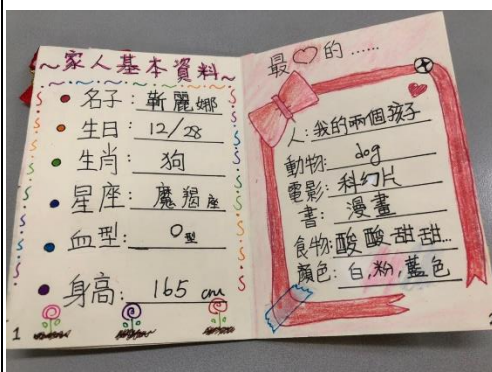 ~家人基本資料~
名子: 靳麗娜
生日: 12/28
生肖: 狗
星座: 魔羯座
血型: O型
身高: 165 cm
1
最♡的......
人: 我的兩個孩子
動物: dog
電影: 科幻片
書: 漫畫
食物: 酸酸甜甜...
顏色: 白,粉,藍色